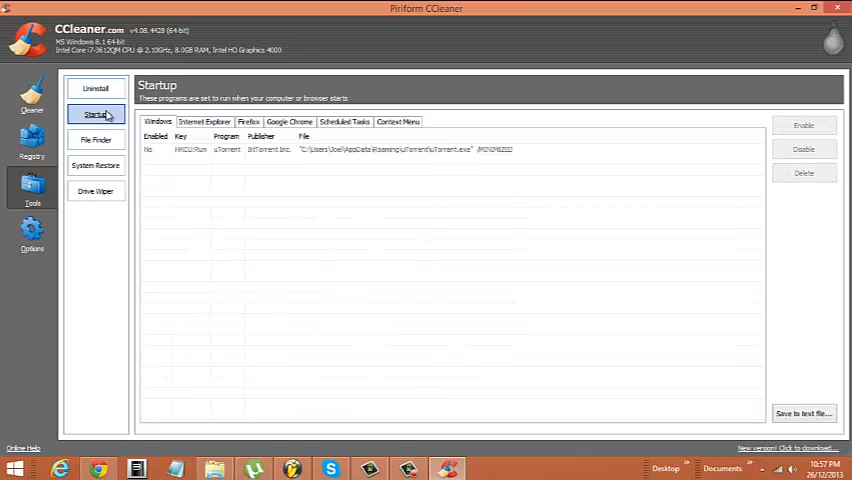 Piriform CCleaner
CCleaner.com v4.08.4428 (64-bit)
MS Windows 8.1 64-bit
Intel Core i7-3612QM CPU @ 2.10GHz, 8.0GB RAM, Intel HD Graphics 4000
Cleaner
Registry
Tools
Options
Uninstall
Startup
File Finder
System Restore
Drive Wiper
Startup
These programs are set to run when your computer or browser starts
Windows Internet Explorer Firefox Google Chrome Scheduled Tasks Context Menu
Enabled Key Program Publisher File
No HKCU:Run uTorrent BitTorrent Inc. "C:\Users\Joel\AppData\Roaming\uTorrent\uTorrent.exe" /MINIMIZED
Enable
Disable
Delete
Save to text file...
Online Help
New version! Click to download...
Desktop
Documents
10:57 PM
26/12/2013